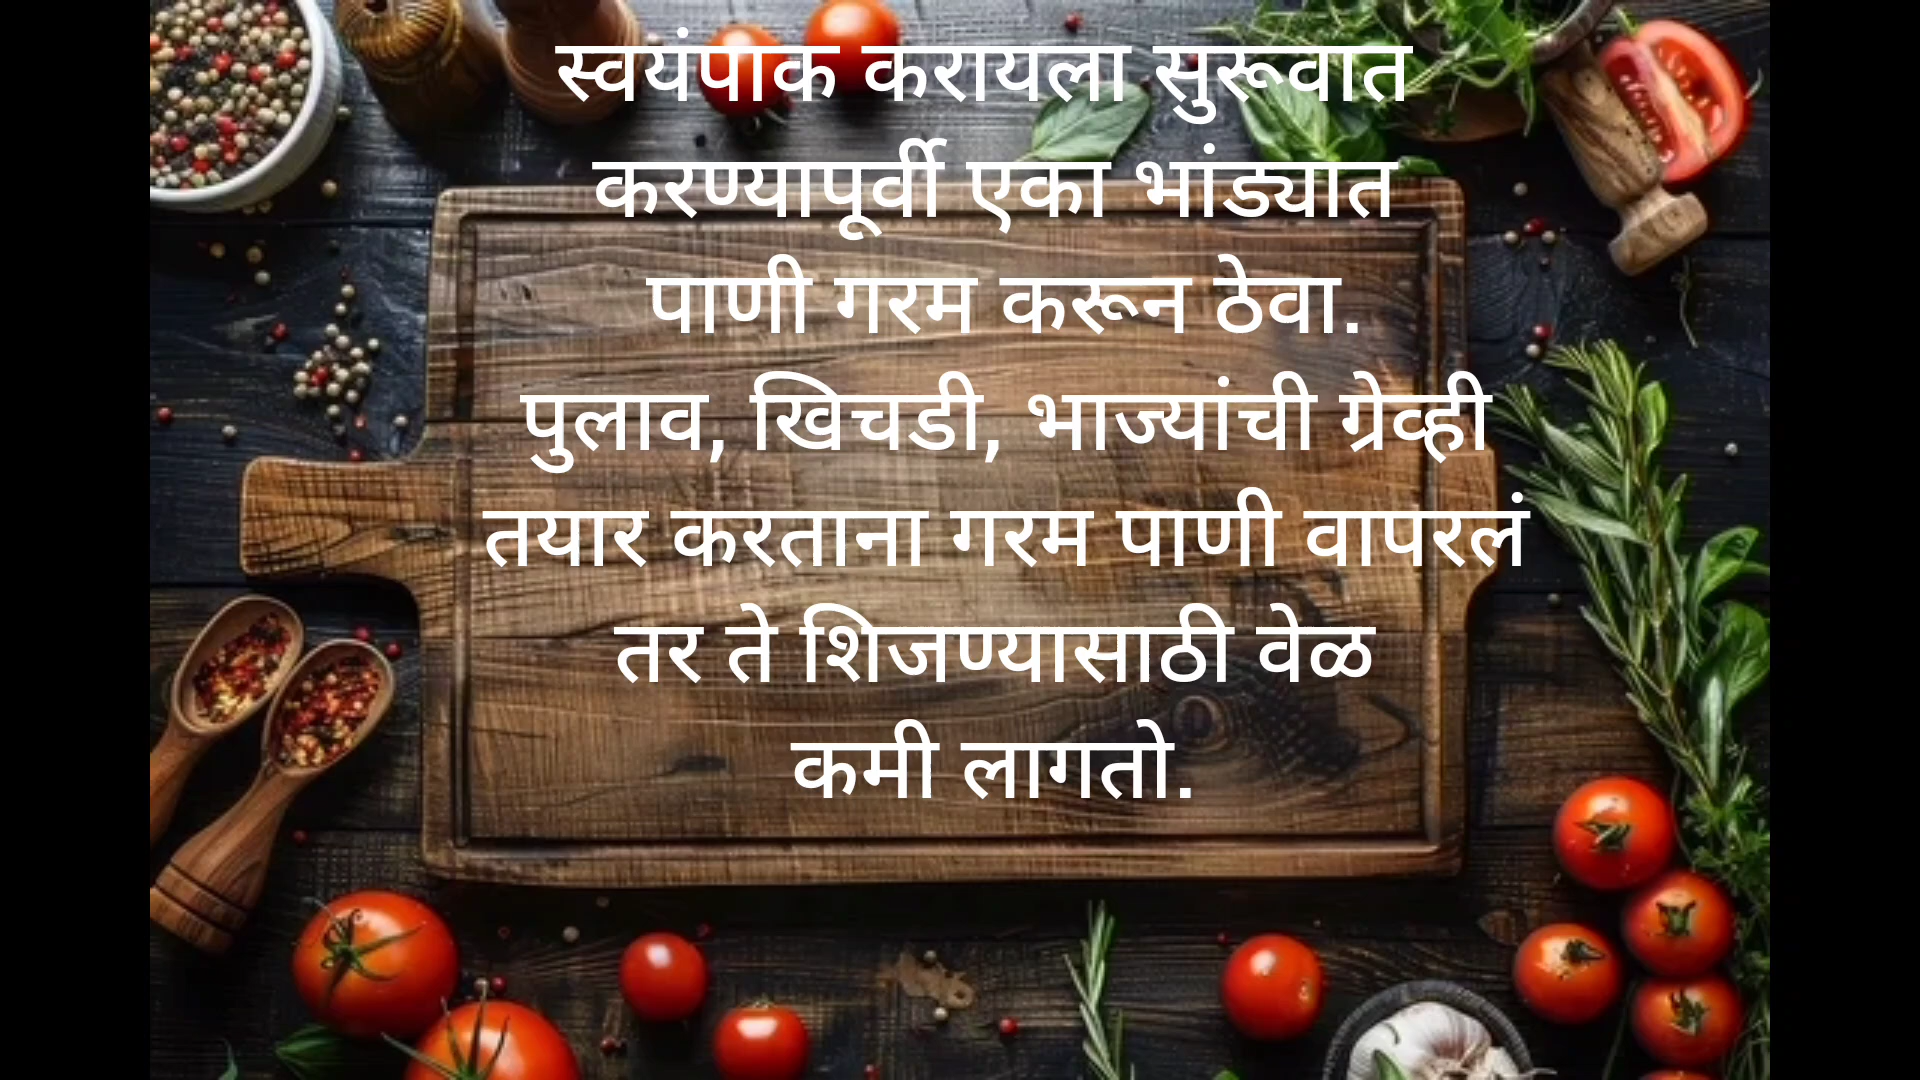 स्वयंपाक करायला सुरूवात
करण्यापूर्वी एका भांड्यात
पाणी गरम करून ठेवा.
पुलाव, खिचडी, भाज्यांची ग्रेव्ही
तयार करताना गरम पाणी वापरलं
तर ते शिजण्यासाठी वेळ
कमी लागतो.